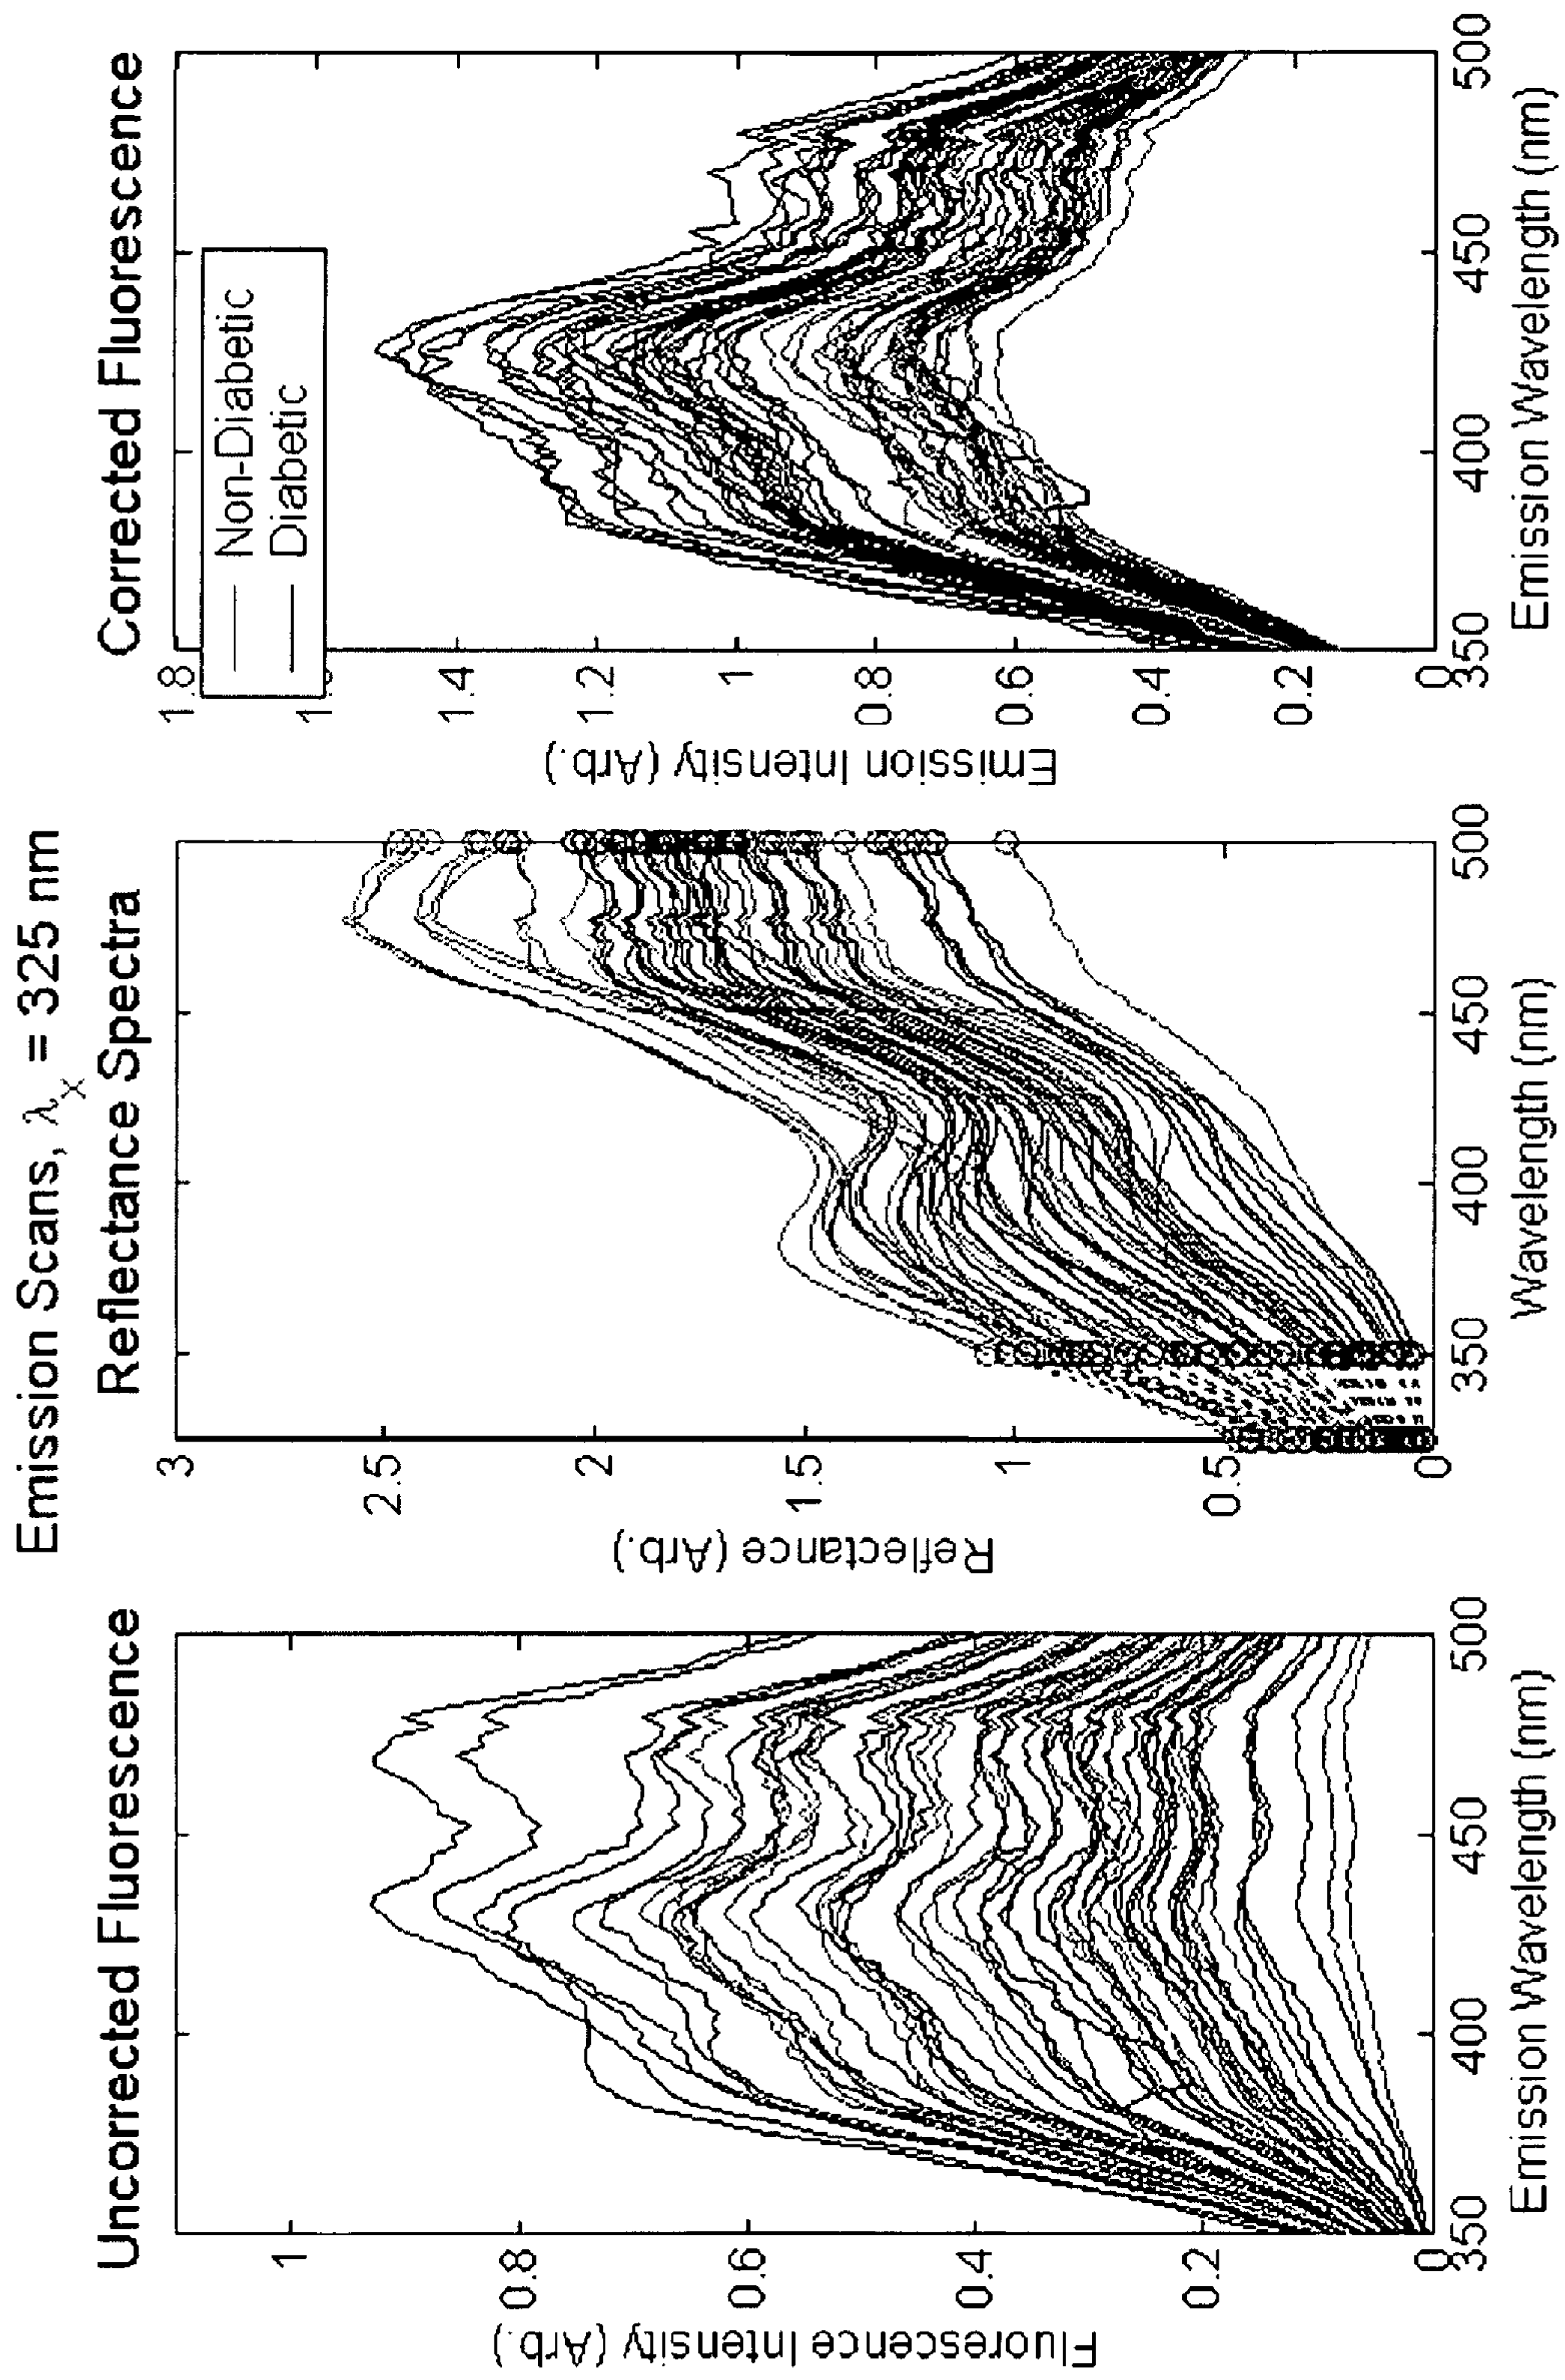 Emission Scans, λx = 325 nm
Uncorrected Fluorescence
Fluorescence Intensity (Arb.)
1
0.8
0.6
0.4
0.2
0
350
400
450
500
Emission Wavelength (nm)
Reflectance Spectra
Reflectance (Arb.)
3
2.5
2
1.5
1
0.5
0
350
400
450
500
Wavelength (nm)
Corrected Fluorescence
Non-Diabetic
Diabetic
Emission Intensity (Arb.)
1.8
1.4
1.2
1
0.8
0.6
0.4
0.2
0
350
400
450
500
Emission Wavelength (nm)